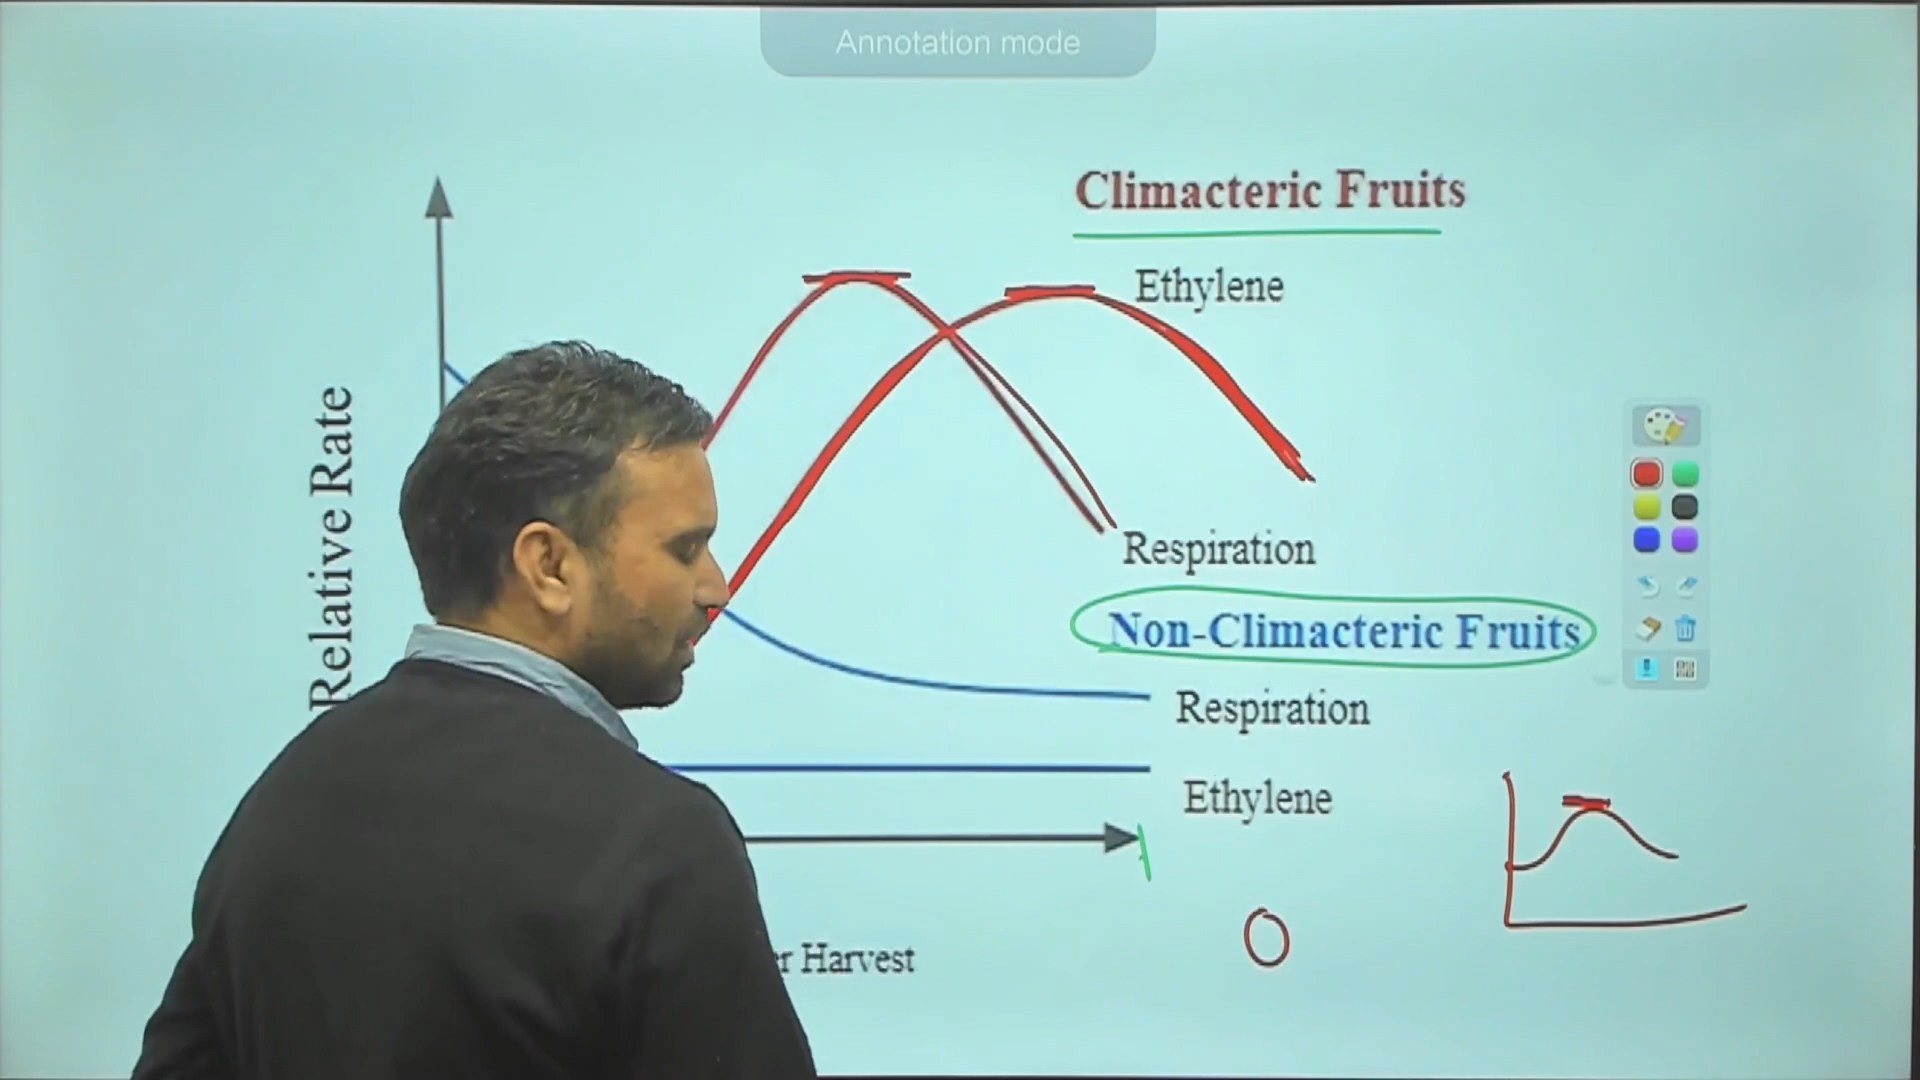 Annotation mode
Climacteric Fruits
Ethylene
Relative Rate
Respiration
Non-Climacteric Fruits
Respiration
Ethylene
Harvest